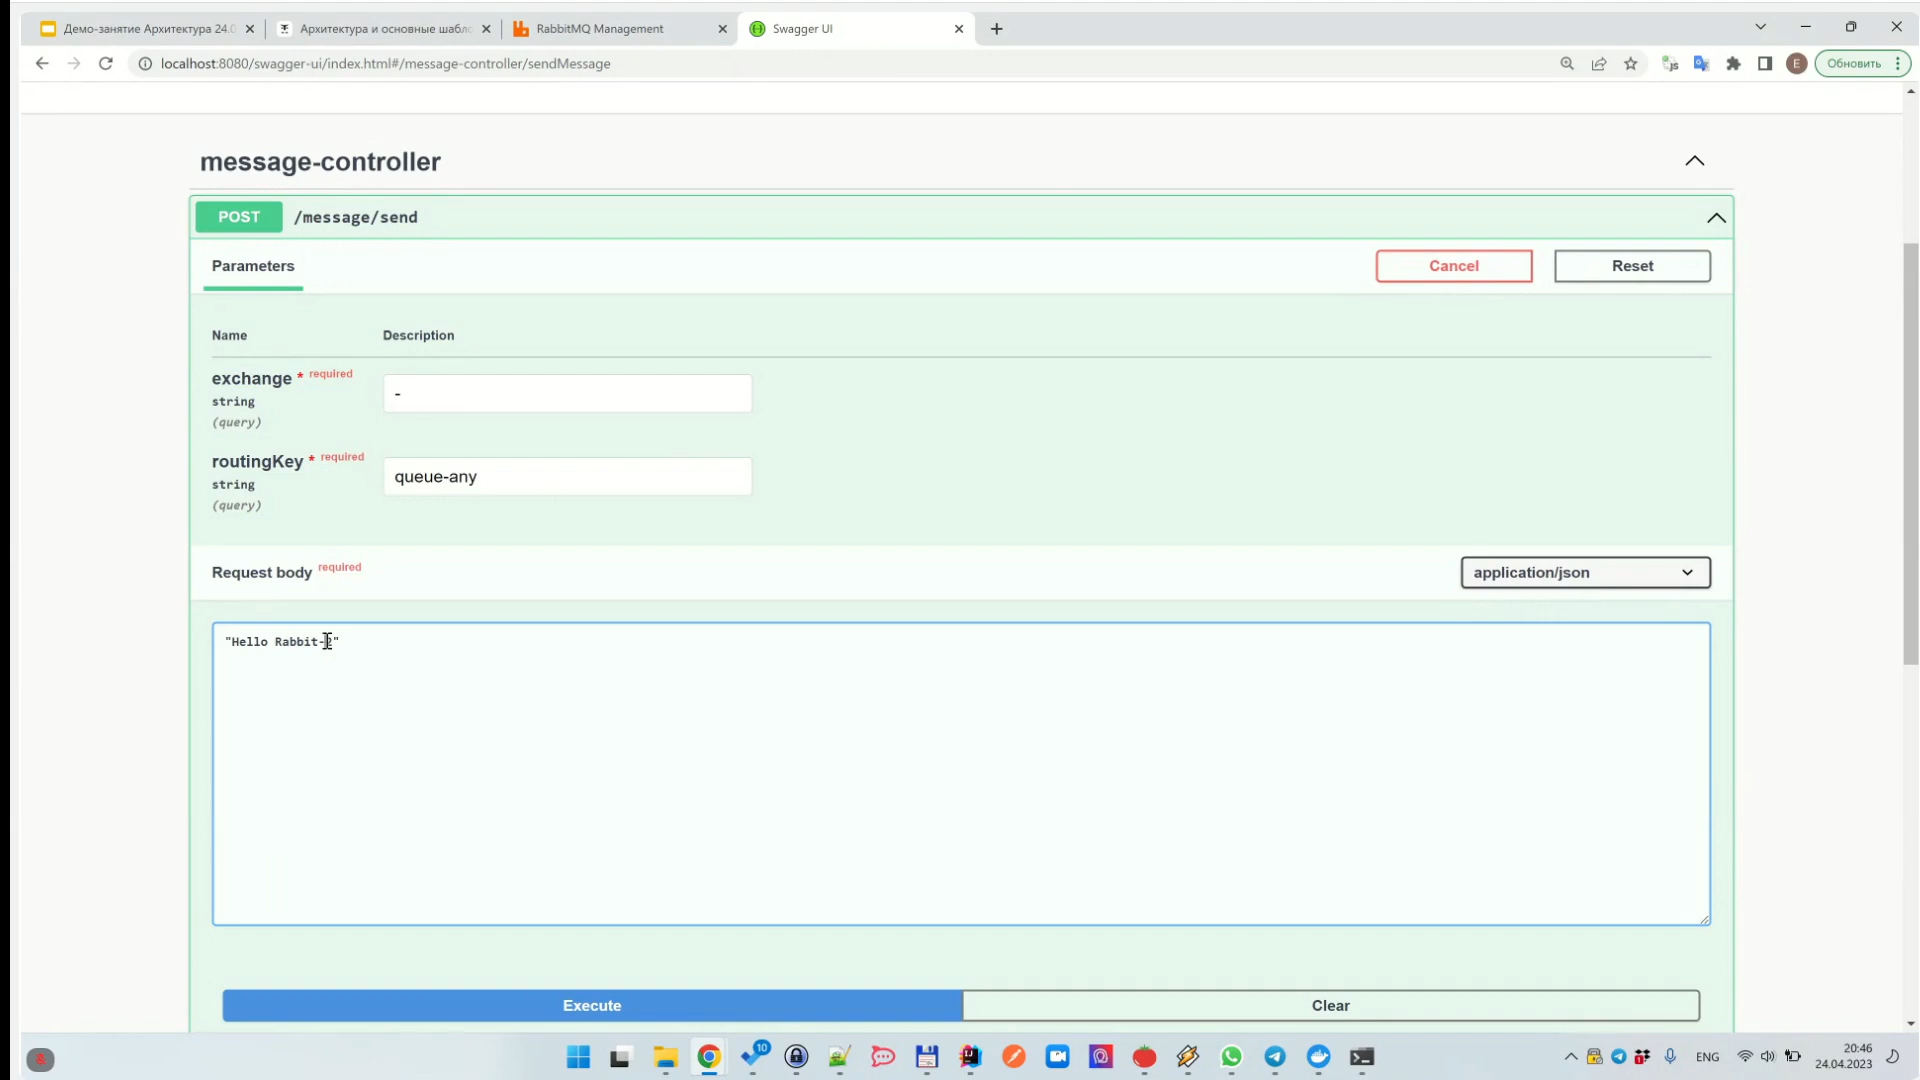 Демо-занятие Архитектура 24.0
Архитектура и основные шабло
RabbitMQ Management
Swagger UI
localhost:8080/swagger-ui/index.html#/message-controller/sendMessage
E
Обновить
message-controller
POST /message/send
Parameters
Cancel
Reset
Name Description
exchange * required
string
(query)
-
routingKey * required
string
(query)
queue-any
Request body required
application/json
"Hello Rabbit-2"
Execute
Clear
10
ENG
20:46
24.04.2023